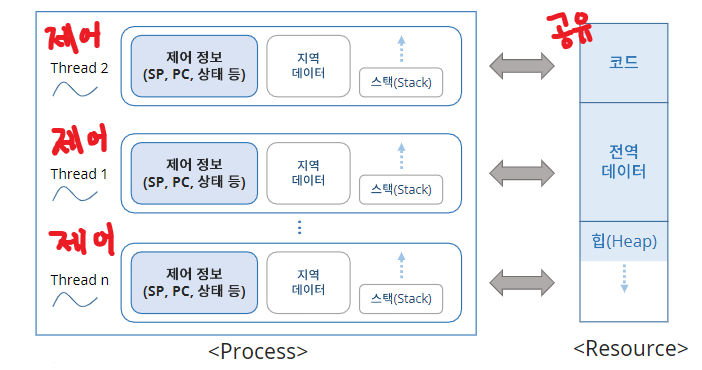 제어
Thread 2
제어 정보
(SP, PC, 상태 등)
지역
데이터
스택(Stack)
제어
Thread 1
제어 정보
(SP, PC, 상태 등)
지역
데이터
스택(Stack)
제어
Thread n
제어 정보
(SP, PC, 상태 등)
지역
데이터
스택(Stack)
<Process>
공유
코드
전역
데이터
힙(Heap)
<Resource>